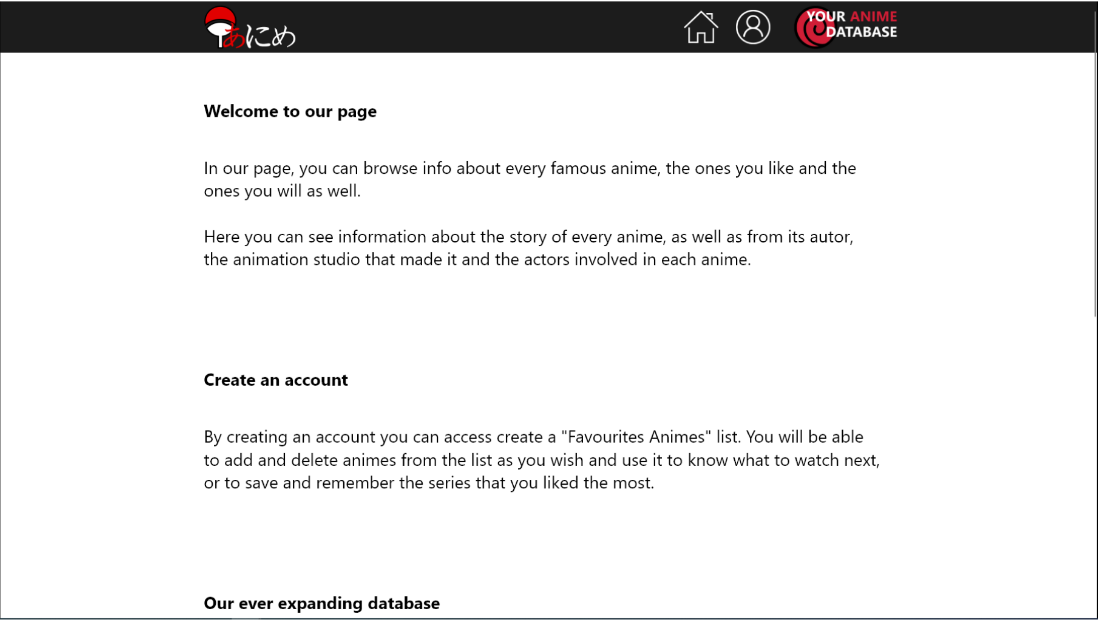 あにめ
YOUR ANIME
DATABASE
Welcome to our page
In our page, you can browse info about every famous anime, the ones you like and the
ones you will as well.
Here you can see information about the story of every anime, as well as from its autor,
the animation studio that made it and the actors involved in each anime.
Create an account
By creating an account you can access create a "Favourites Animes" list. You will be able
to add and delete animes from the list as you wish and use it to know what to watch next,
or to save and remember the series that you liked the most.
Our ever expanding database